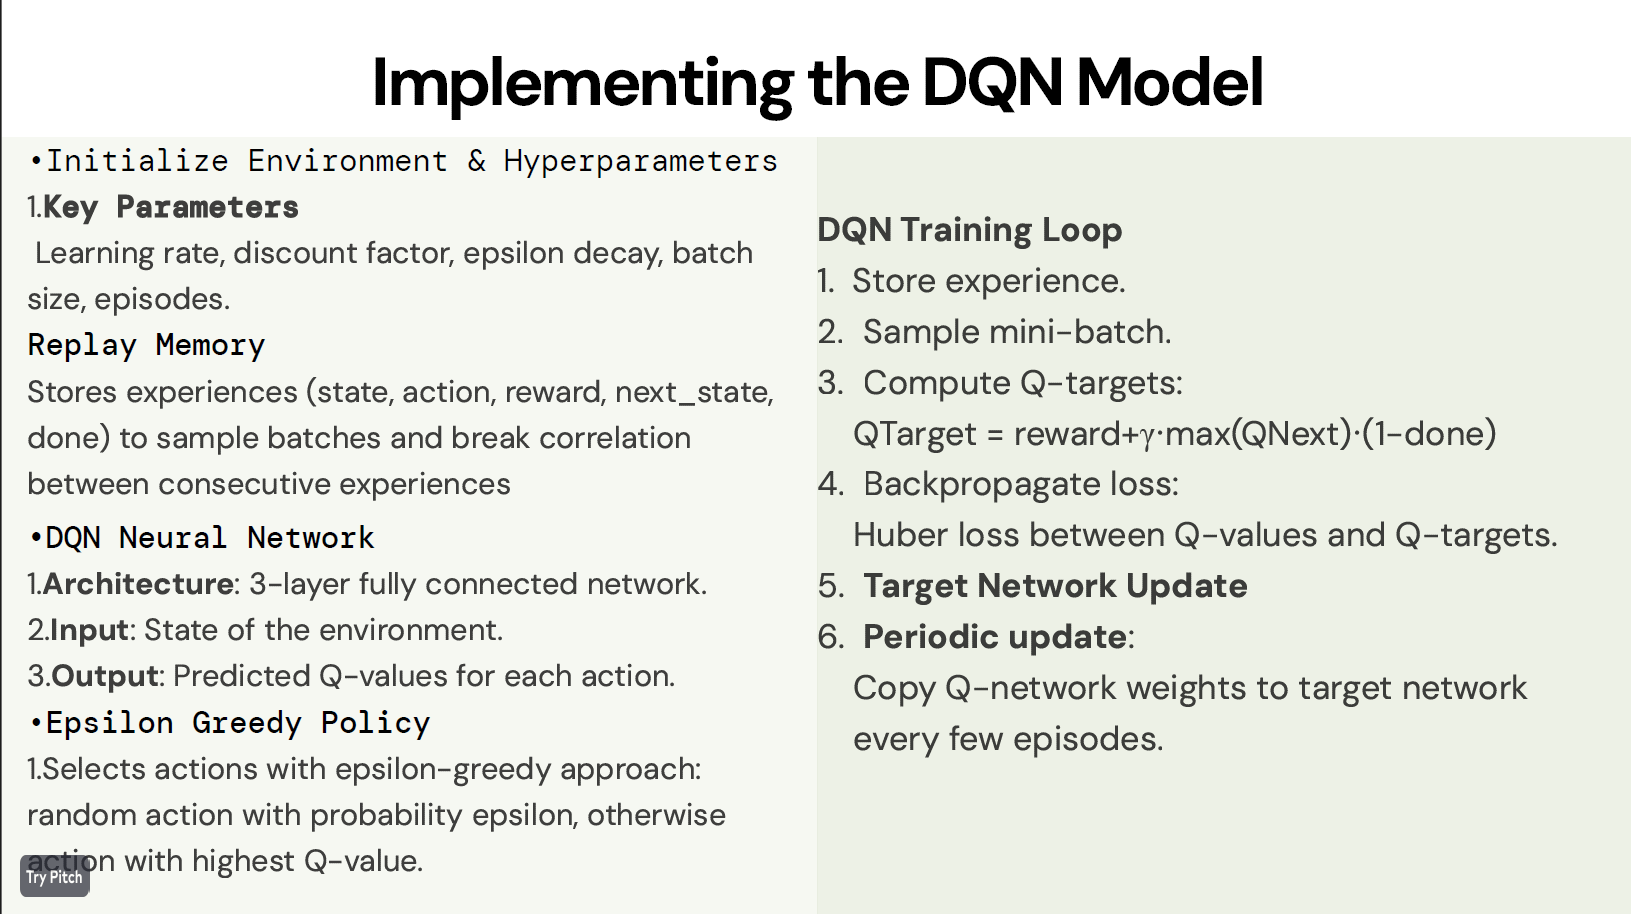 Implementing the DQN Model
•Initialize Environment & Hyperparameters
1.Key Parameters
Learning rate, discount factor, epsilon decay, batch
size, episodes.
Replay Memory
Stores experiences (state, action, reward, next_state,
done) to sample batches and break correlation
between consecutive experiences
•DQN Neural Network
1.Architecture: 3-layer fully connected network.
2.Input: State of the environment.
3.Output: Predicted Q-values for each action.
•Epsilon Greedy Policy
1.Selects actions with epsilon-greedy approach:
random action with probability epsilon, otherwise
action with highest Q-value.
Try Pitch
DQN Training Loop
1. Store experience.
2. Sample mini-batch.
3. Compute Q-targets:
QTarget = reward+γ·max(QNext)·(1-done)
4. Backpropagate loss:
Huber loss between Q-values and Q-targets.
5. Target Network Update
6. Periodic update:
Copy Q-network weights to target network
every few episodes.